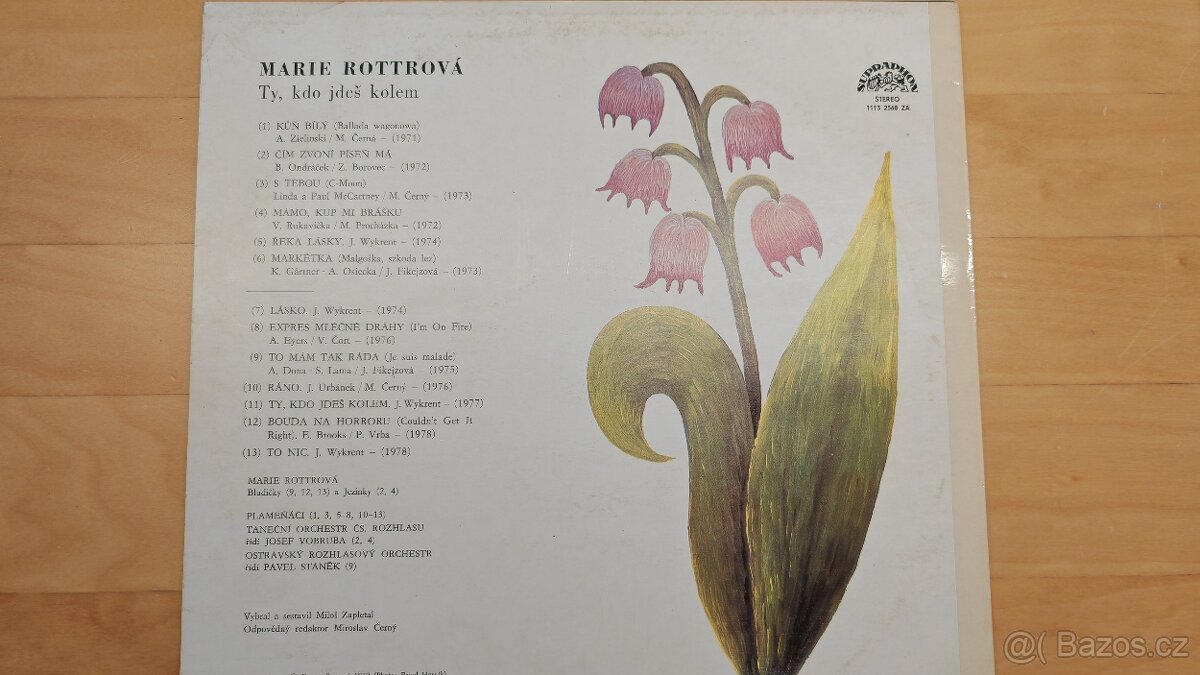 MARIE ROTTROVÁ
Ty, kdo jdeš kolem
SUPRAPHON
STEREO
1113 2568 ZA
(1) KŮŇ BÍLÝ (Ballada wagonowa)
A. Zielinski / M. Černá – (1971)
(2) ČÍM ZVONÍ PÍSEŇ MÁ
B. Ondráček / Z. Borovec – (1972)
(3) S TEBOU (C-Moon)
Linda a Paul McCartney / M. Černý – (1973)
(4) MÁMO, KUP MI BRÁŠKU
V. Rukavička / M. Procházka – (1972)
(5) ŘEKA LÁSKY. J. Wykrent – (1974)
(6) MARKÉTKA (Malgoška, szkoda lez)
K. Gärtner - A. Osiecka / J. Fikejzová – (1973)
(7) LÁSKO. J. Wykrent – (1974)
(8) EXPRES MLÉČNÉ DRÁHY (I'm On Fire)
A. Eyers / V. Čort – (1976)
(9) TO MÁM TAK RÁDA (Je suis malade)
A. Dona - S. Lama / J. Fikejzová – (1975)
(10) RÁNO. J. Urbánek / M. Černý – (1976)
(11) TY, KDO JDEŠ KOLEM. J. Wykrent – (1977)
(12) BOUDA NA HORRORU (Couldn't Get It
Right). E. Brooks / P. Vrba – (1978)
(13) TO NIC. J. Wykrent – (1978)
MARIE ROTTROVÁ
Bludičky (9, 12, 13) a Jezinky (2, 4)
PLAMEŇÁCI (1, 3, 5–8, 10–13)
TANEČNÍ ORCHESTR ČS. ROZHLASU
řídí JOSEF VOBRUBA (2, 4)
OSTRAVSKÝ ROZHLASOVÝ ORCHESTR
řídí PAVEL STANĚK (9)
Vybral a sestavil Miloš Zapletal
Odpovědný redaktor Miroslav Černý
@( Bazos.cz